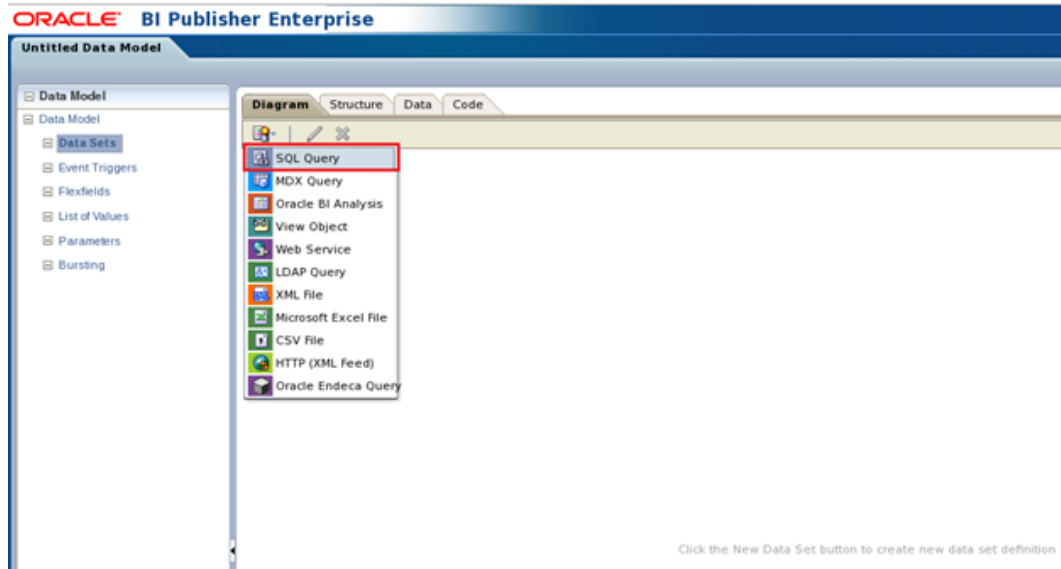 ORACLE' BI Publisher Enterprise
Untitled Data Model
Data Model
Data Model
Data Sets
Event Triggers
Flexfields
List of Values
Parameters
Bursting
Diagram Structure Data Code
SQL Query
MDX Query
Oracle BI Analysis
View Object
Web Service
LDAP Query
XML File
Microsoft Excel File
CSV File
HTTP (XML Feed)
Oracle Endeca Query
Click the New Data Set button to create new data set definition